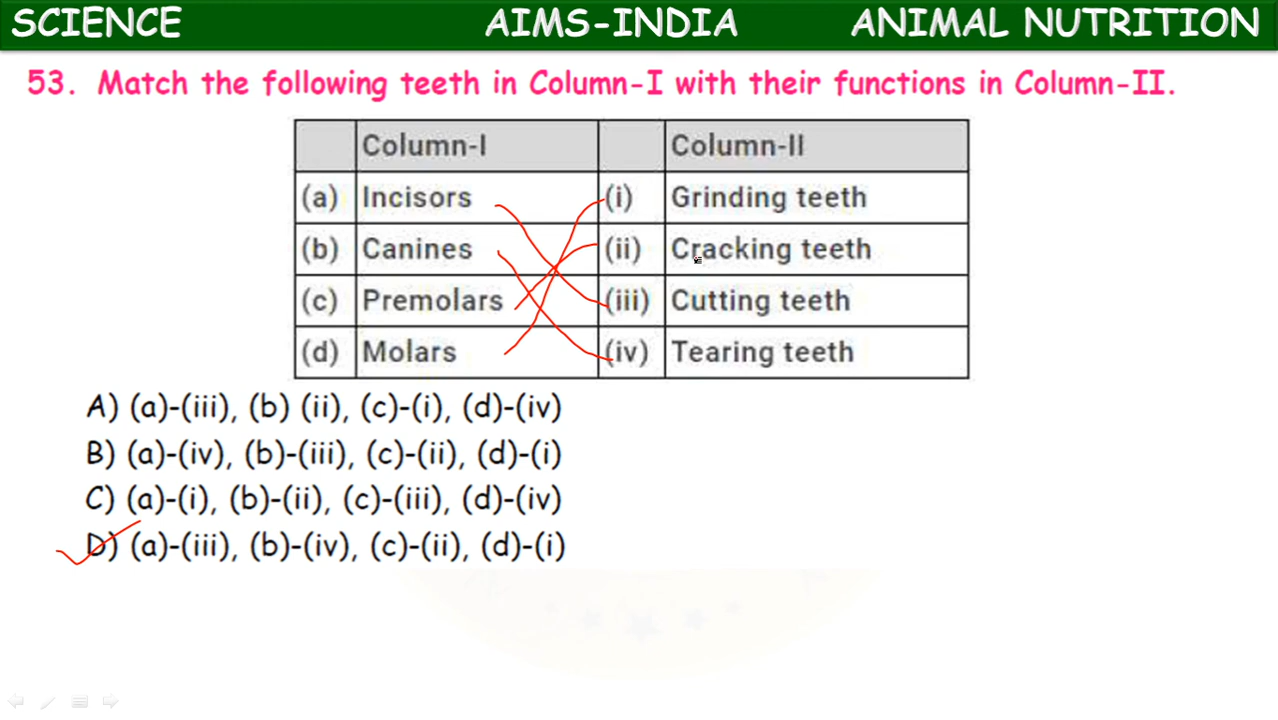 SCIENCE AIMS-INDIA ANIMAL NUTRITION
53. Match the following teeth in Column-I with their functions in Column-II.
Column-I Column-II
(a) Incisors (i) Grinding teeth
(b) Canines (ii) Cracking teeth
(c) Premolars (iii) Cutting teeth
(d) Molars (iv) Tearing teeth
A) (a)-(iii), (b) (ii), (c)-(i), (d)-(iv)
B) (a)-(iv), (b)-(iii), (c)-(ii), (d)-(i)
C) (a)-(i), (b)-(ii), (c)-(iii), (d)-(iv)
D) (a)-(iii), (b)-(iv), (c)-(ii), (d)-(i)